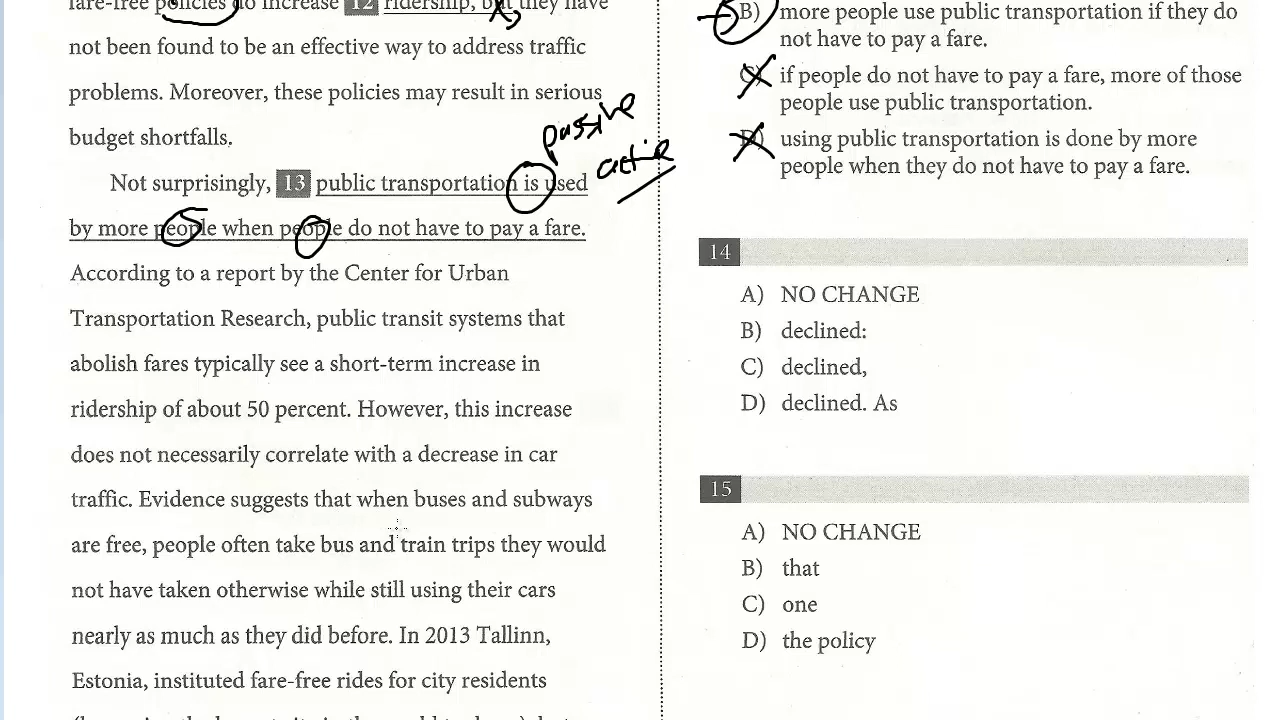 fare-free policies do increase 12 ridership, but they have
not been found to be an effective way to address traffic
problems. Moreover, these policies may result in serious
budget shortfalls.
passive
active
Not surprisingly, 13 public transportation is used
by more people when people do not have to pay a fare.
According to a report by the Center for Urban
Transportation Research, public transit systems that
abolish fares typically see a short-term increase in
ridership of about 50 percent. However, this increase
does not necessarily correlate with a decrease in car
traffic. Evidence suggests that when buses and subways
are free, people often take bus and train trips they would
not have taken otherwise while still using their cars
nearly as much as they did before. In 2013 Tallinn,
Estonia, instituted fare-free rides for city residents
B) more people use public transportation if they do
not have to pay a fare.
C) if people do not have to pay a fare, more of those
people use public transportation.
D) using public transportation is done by more
people when they do not have to pay a fare.
14
A) NO CHANGE
B) declined:
C) declined,
D) declined. As
15
A) NO CHANGE
B) that
C) one
D) the policy